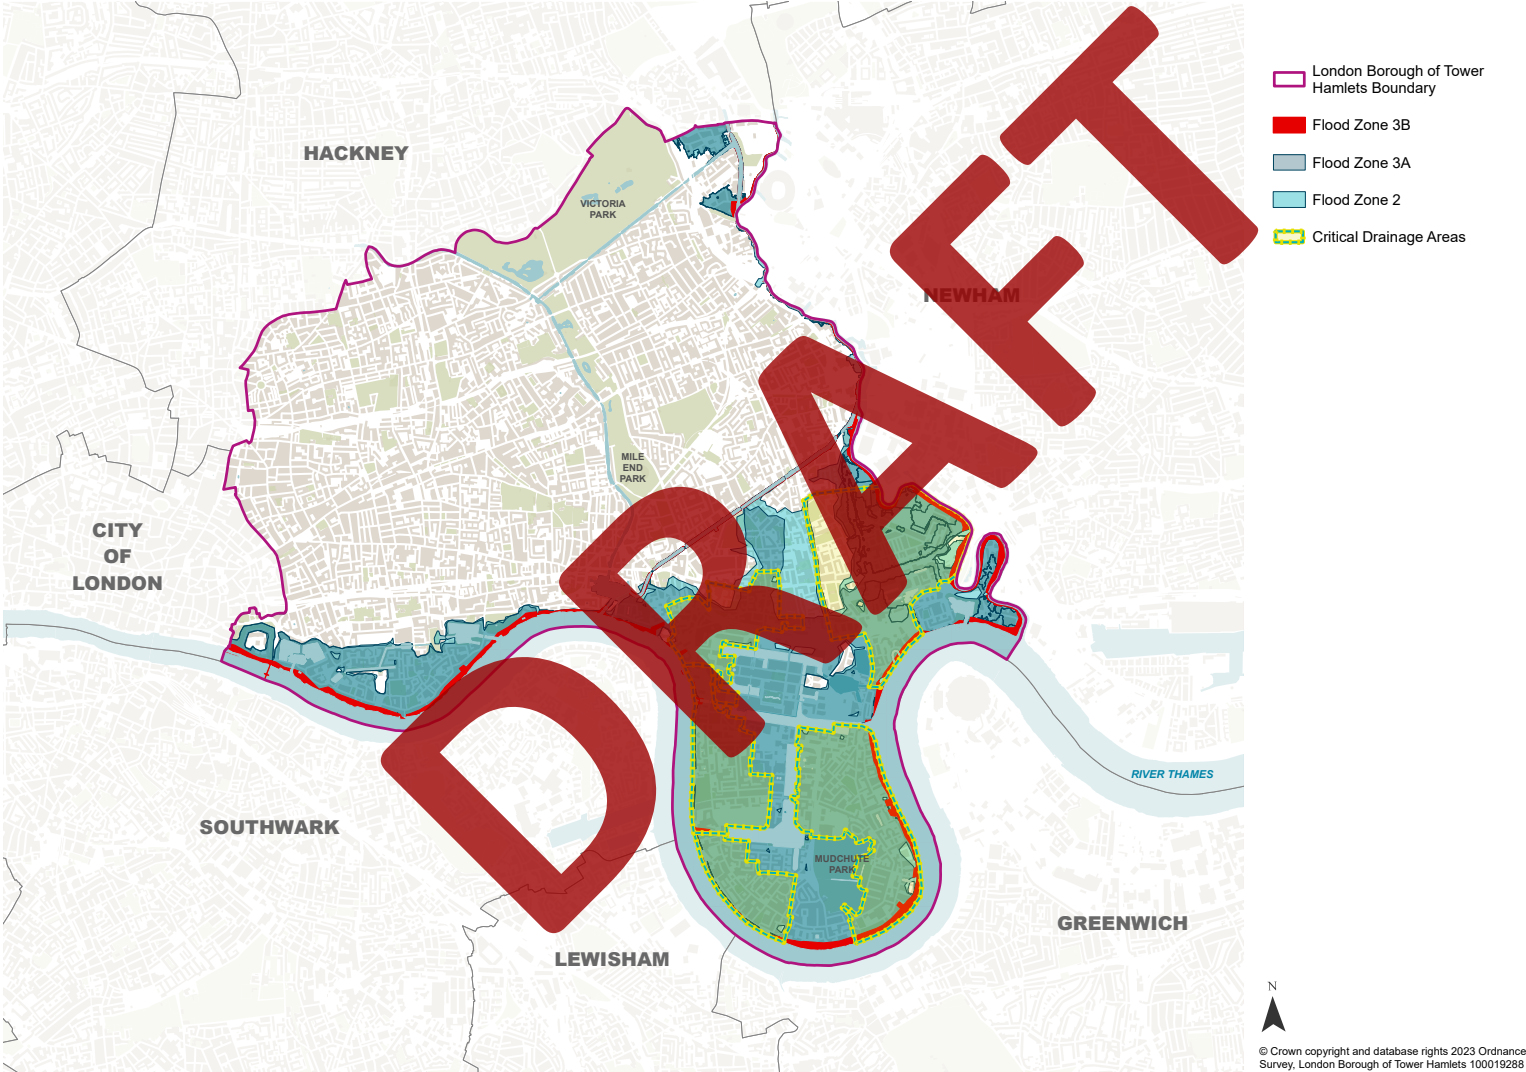 London Borough of Tower
Hamlets Boundary
Flood Zone 3B
Flood Zone 3A
Flood Zone 2
Critical Drainage Areas
HACKNEY
VICTORIA
PARK
NEWHAM
MILE
END
PARK
CITY
OF
LONDON
DRAFT
RIVER THAMES
SOUTHWARK
MUDCHUTE
PARK
GREENWICH
LEWISHAM
N
© Crown copyright and database rights 2023 Ordnance
Survey, London Borough of Tower Hamlets 100019288